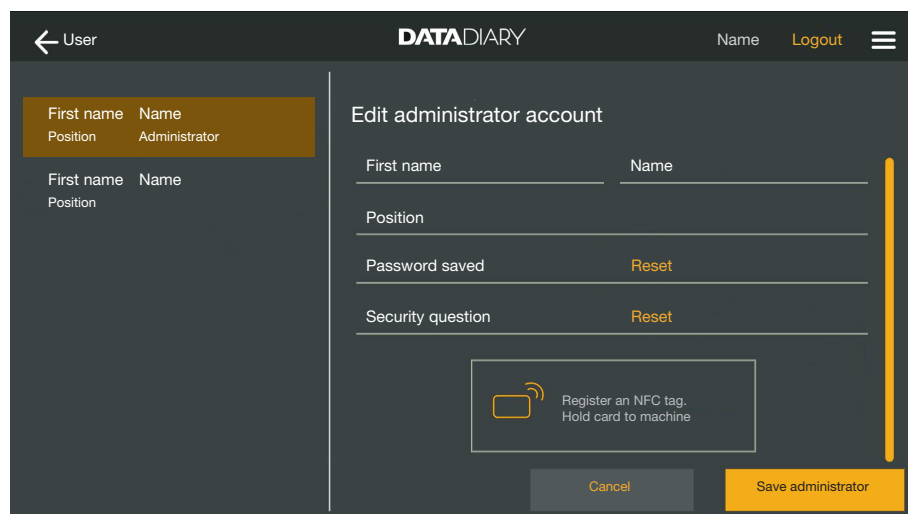 User
DATADIARY
Name Logout
First name Name
Position Administrator
First name Name
Position
Edit administrator account
First name Name
Position
Password saved Reset
Security question Reset
Register an NFC tag.
Hold card to machine
Cancel Save administrator